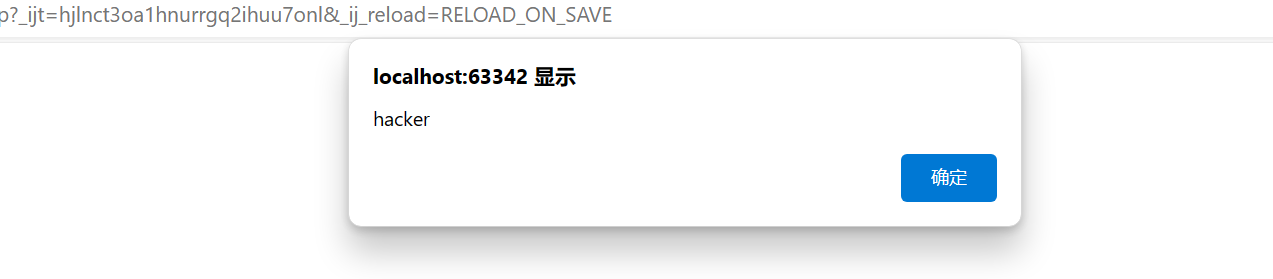 p?_ijt=hjlnct3oa1hnurrgq2ihuu7onl&_ij_reload=RELOAD_ON_SAVE
localhost:63342 显示
hacker
确定